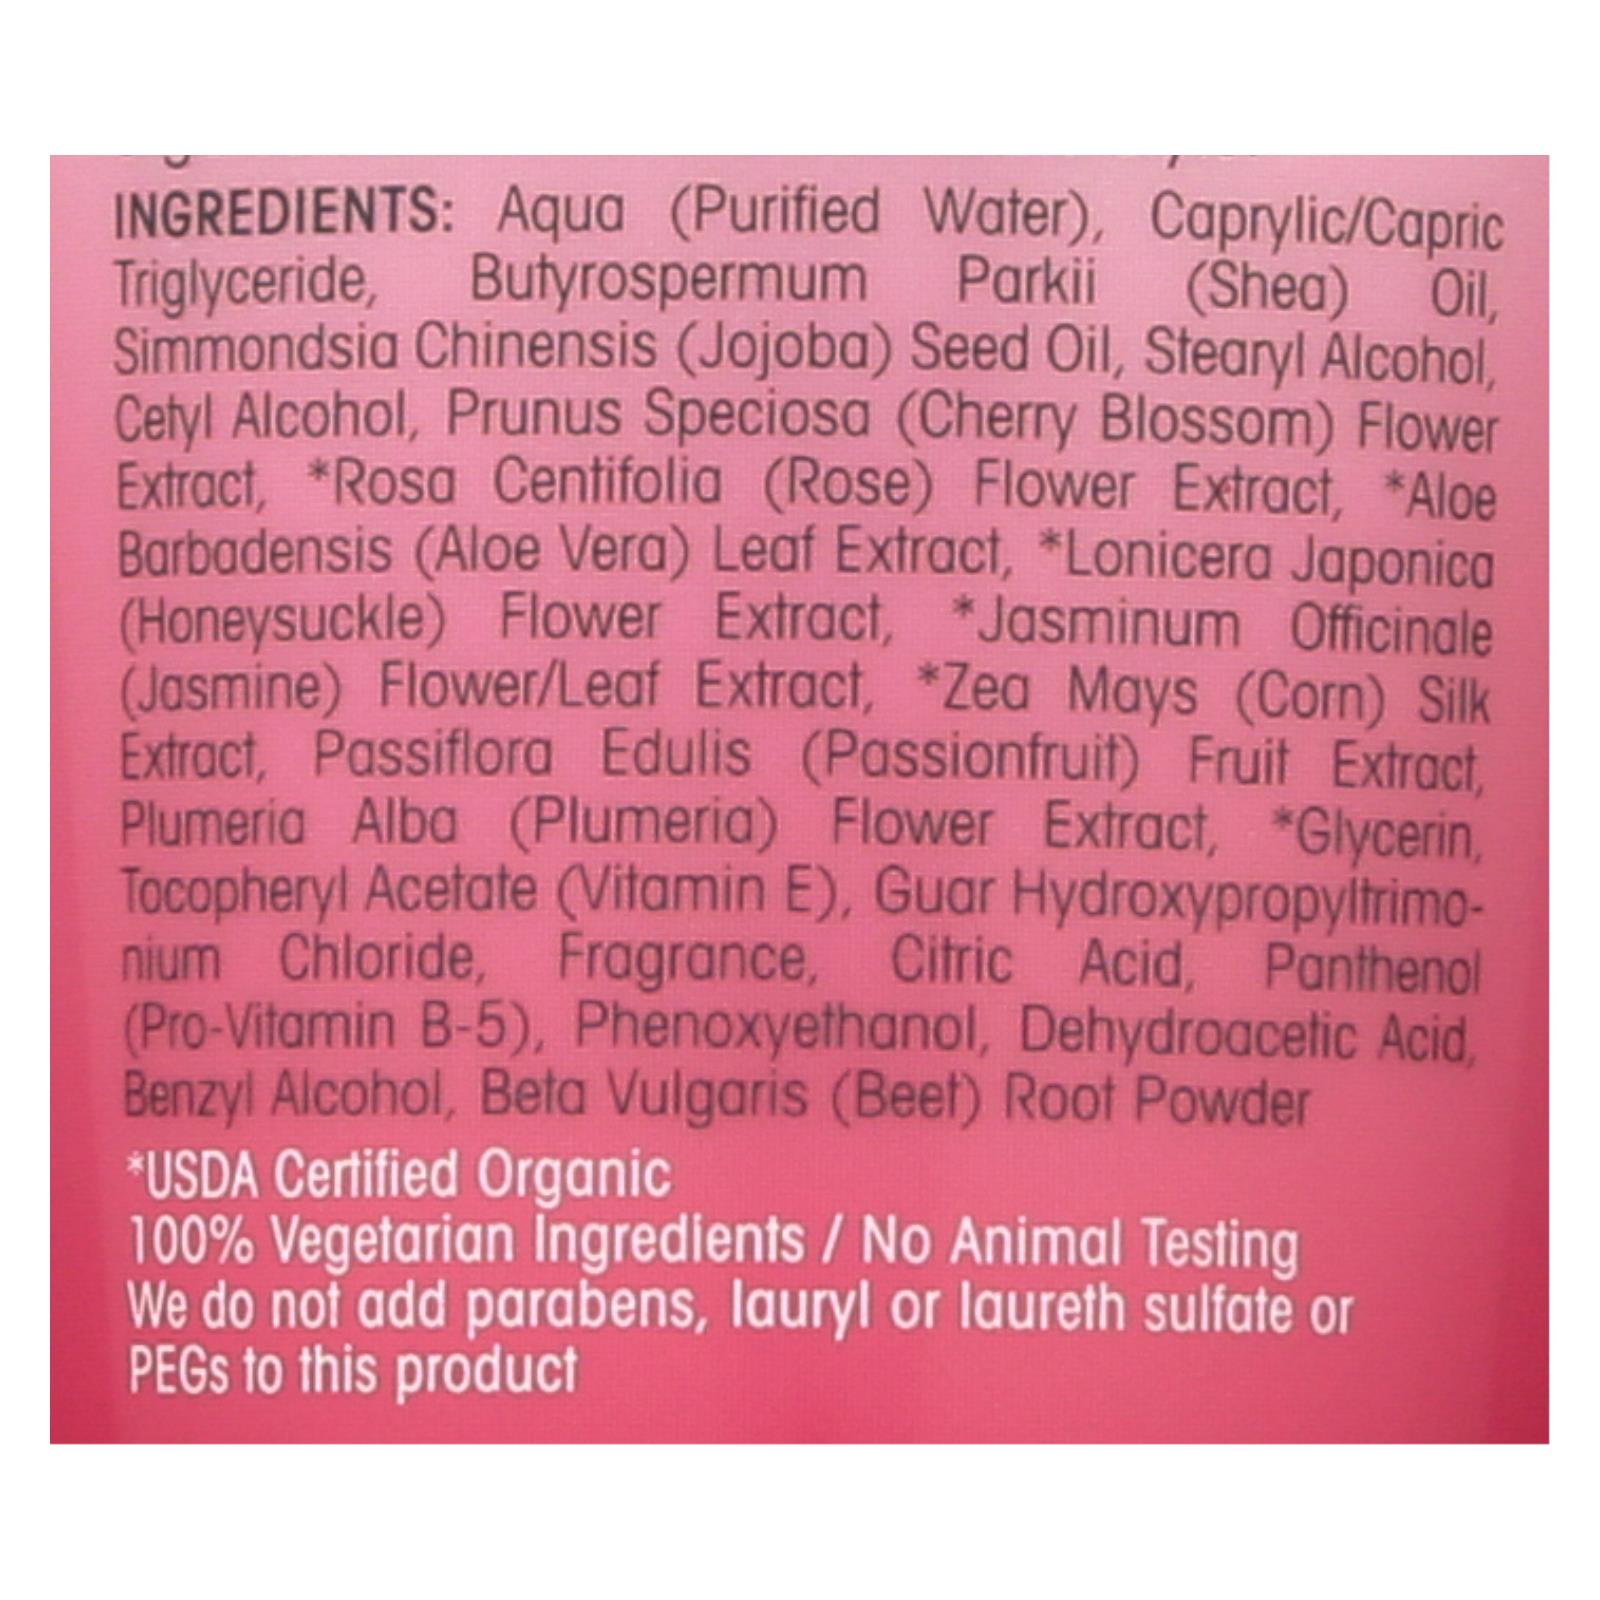 INGREDIENTS: Aqua (Purified Water), Caprylic/Capric
Triglyceride, Butyrospermum Parkii (Shea) Oil,
Simmondsia Chinensis (Jojoba) Seed Oil, Stearyl Alcohol,
Cetyl Alcohol, Prunus Speciosa (Cherry Blossom) Flower
Extract, *Rosa Centifolia (Rose) Flower Extract, *Aloe
Barbadensis (Aloe Vera) Leaf Extract, *Lonicera Japonica
(Honeysuckle) Flower Extract, *Jasminum Officinale
(Jasmine) Flower/Leaf Extract, *Zea Mays (Corn) Silk
Extract, Passiflora Edulis (Passionfruit) Fruit Extract,
Plumeria Alba (Plumeria) Flower Extract, *Glycerin,
Tocopheryl Acetate (Vitamin E), Guar Hydroxypropyltrimo-
nium Chloride, Fragrance, Citric Acid, Panthenol
(Pro-Vitamin B-5), Phenoxyethanol, Dehydroacetic Acid,
Benzyl Alcohol, Beta Vulgaris (Beet) Root Powder
*USDA Certified Organic
100% Vegetarian Ingredients / No Animal Testing
We do not add parabens, lauryl or laureth sulfate or
PEGs to this product